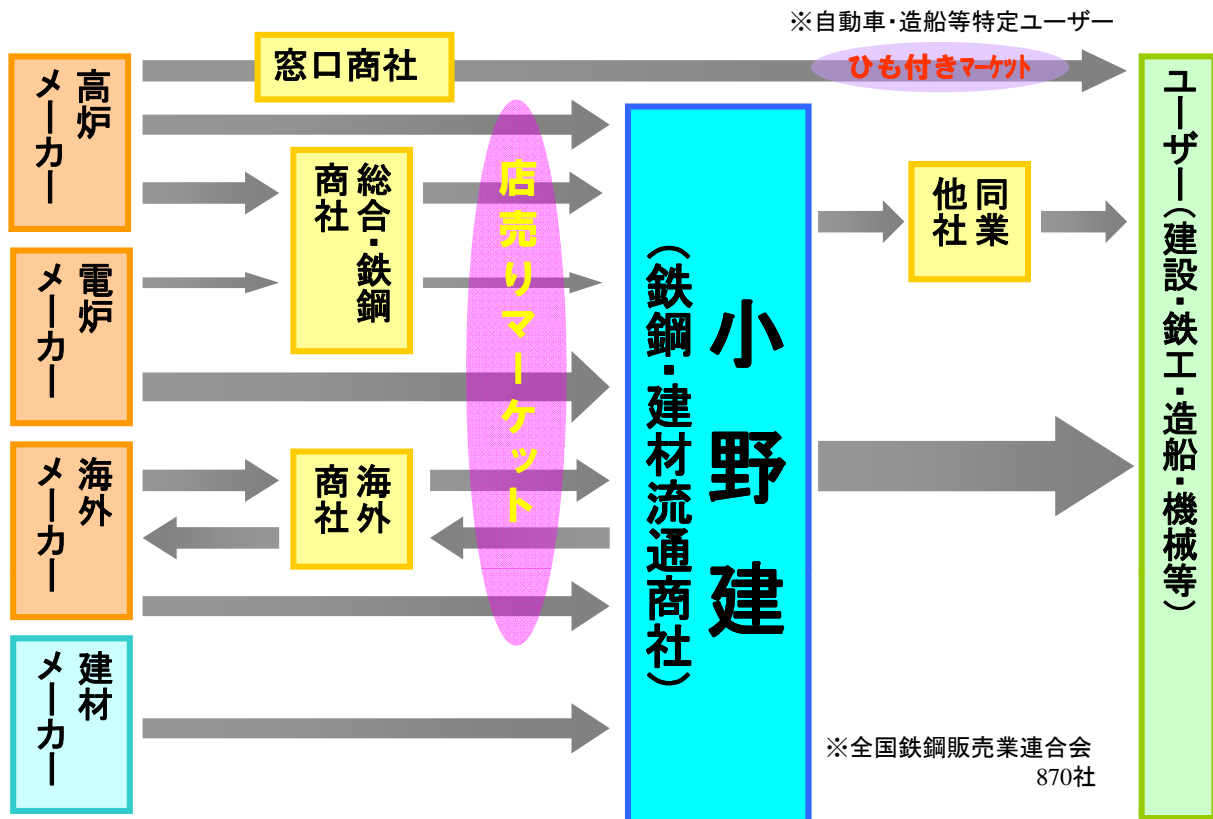 ※自動車・造船等特定ユーザー
窓口商社
ひも付きマーケット
高炉
メーカー
総合・鉄鋼
商社
店売りマーケット
電炉
メーカー
海外
メーカー
海外
商社
建材
メーカー
小野建
(鉄鋼・建材流通商社)
同業
他社
ユーザー(建設・鉄工・造船・機械等)
※全国鉄鋼販売業連合会
870社